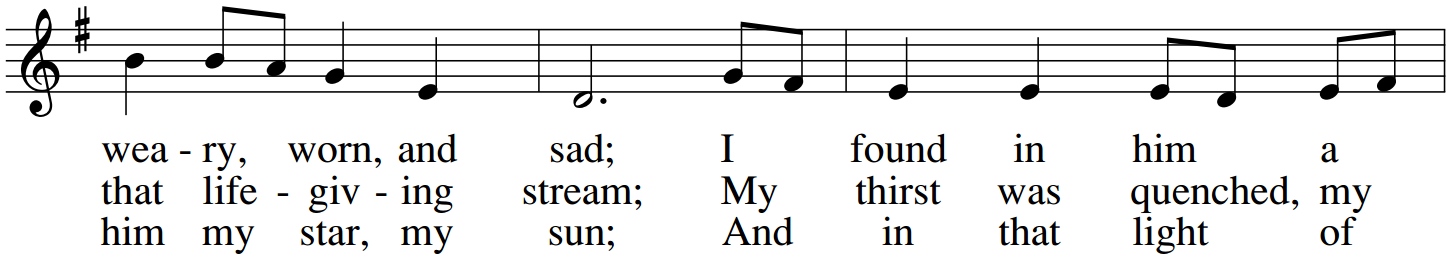 wea - ry, worn, and sad; I found in him a
that life - giv - ing stream; My thirst was quenched, my
him my star, my sun; And in that light of